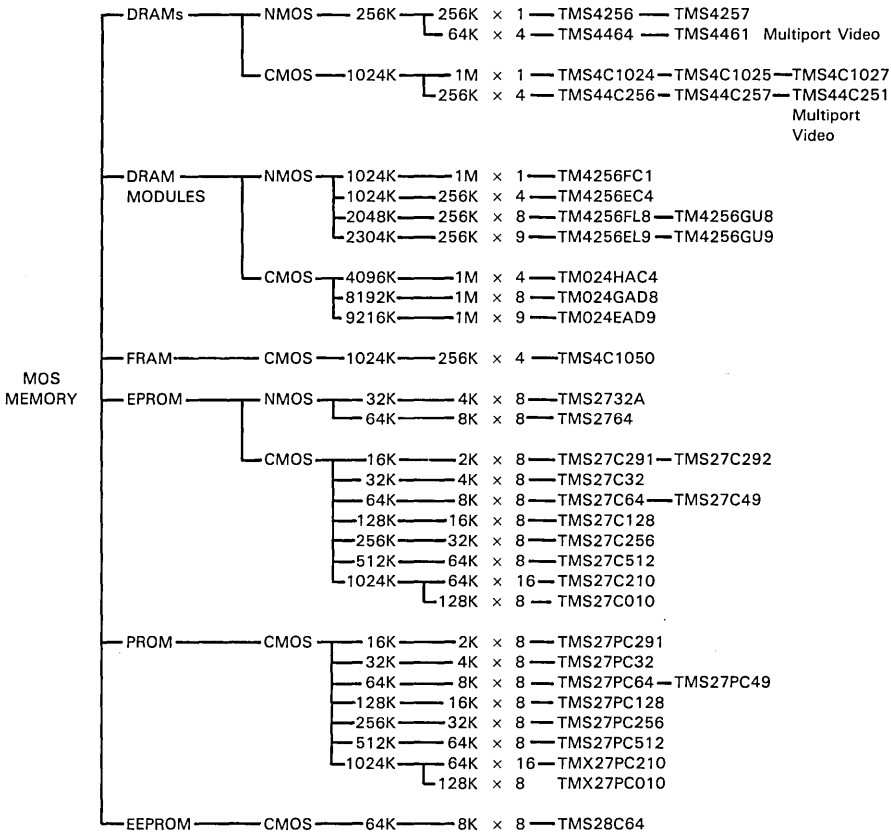 DRAMs NMOS 256K 256K × 1 TMS4256 TMS4257
64K × 4 TMS4464 TMS4461 Multiport Video
CMOS 1024K 1M × 1 TMS4C1024 TMS4C1025 TMS4C1027
256K × 4 TMS44C256 TMS44C257 TMS44C251
Multiport
Video
DRAM NMOS 1024K 1M × 1 TM4256FC1
MODULES 1024K 256K × 4 TM4256EC4
2048K 256K × 8 TM4256FL8 TM4256GU8
2304K 256K × 9 TM4256EL9 TM4256GU9
CMOS 4096K 1M × 4 TM024HAC4
8192K 1M × 8 TM024GAD8
9216K 1M × 9 TM024EAD9
FRAM CMOS 1024K 256K × 4 TMS4C1050
MOS
MEMORY
EPROM NMOS 32K 4K × 8 TMS2732A
64K 8K × 8 TMS2764
CMOS 16K 2K × 8 TMS27C291 TMS27C292
32K 4K × 8 TMS27C32
64K 8K × 8 TMS27C64 TMS27C49
128K 16K × 8 TMS27C128
256K 32K × 8 TMS27C256
512K 64K × 8 TMS27C512
1024K 64K × 16 TMS27C210
128K × 8 TMS27C010
PROM CMOS 16K 2K × 8 TMS27PC291
32K 4K × 8 TMS27PC32
64K 8K × 8 TMS27PC64 TMS27PC49
128K 16K × 8 TMS27PC128
256K 32K × 8 TMS27PC256
512K 64K × 8 TMS27PC512
1024K 64K × 16 TMX27PC210
128K × 8 TMX27PC010
EEPROM CMOS 64K 8K × 8 TMS28C64